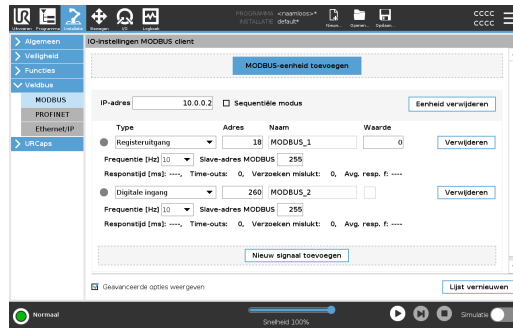 PROGRAMMA <naamloos>*
INSTALLATIE default*
cccc
cccc
Uitvoeren Programma Installatie Bewegen I/O Logboek Nieuw... Openen... Opslaan...
Algemeen
Veiligheid
Functies
Veldbus
MODBUS
PROFINET
Ethernet/IP
URCaps
IO-instellingen MODBUS client
MODBUS-eenheid toevoegen
IP-adres 10.0.0.2 Sequentiële modus Eenheid verwijderen
Type Adres Naam Waarde
Registeruitgang 18 MODBUS_1 0 Verwijderen
Frequentie [Hz] 10 Slave-adres MODBUS 255
Responstijd [ms]: ----, Time-outs: 0, Verzoeken mislukt: 0, Avg. resp. f: ----
Digitale ingang 260 MODBUS_2 Verwijderen
Frequentie [Hz] 10 Slave-adres MODBUS 255
Responstijd [ms]: ----, Time-outs: 0, Verzoeken mislukt: 0, Avg. resp. f: ----
Nieuw signaal toevoegen
Geavanceerde opties weergeven Lijst vernieuwen
Normaal
Snelheid 100%
Simulatie